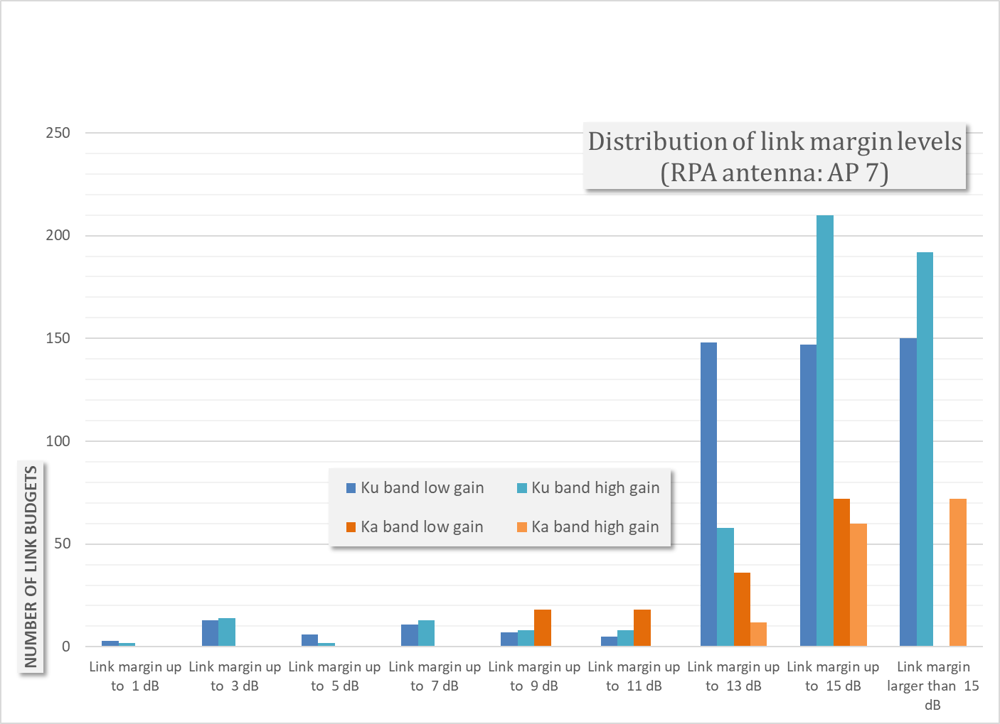 Distribution of link margin levels
(RPA antenna: AP 7)
250
200
150
100
50
0
NUMBER OF LINK BUDGETS
Ku band low gain
Ku band high gain
Ka band low gain
Ka band high gain
Link margin up
to 1 dB
Link margin up
to 3 dB
Link margin up
to 5 dB
Link margin up
to 7 dB
Link margin up
to 9 dB
Link margin up
to 11 dB
Link margin up
to 13 dB
Link margin up
to 15 dB
Link margin
larger than 15
dB